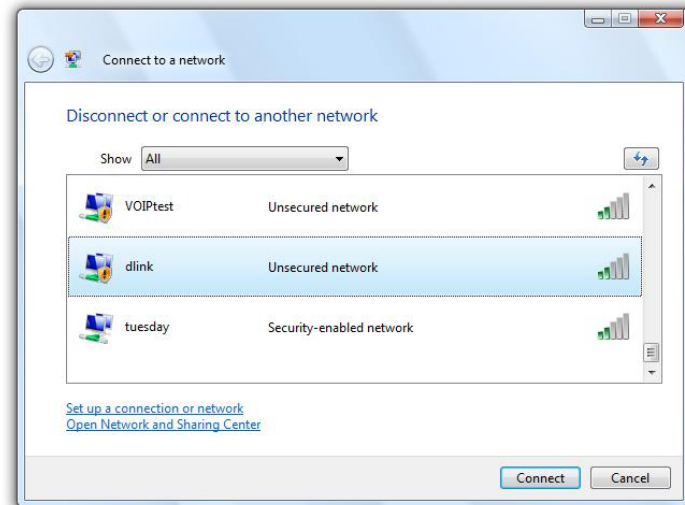 Connect to a network
Disconnect or connect to another network
Show All
VOIPtest Unsecured network
dlink Unsecured network
tuesday Security-enabled network
Set up a connection or network
Open Network and Sharing Center
Connect Cancel